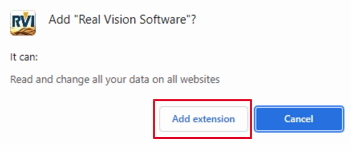 RVI
Add "Real Vision Software"?
It can:
Read and change all your data on all websites
Add extension
Cancel